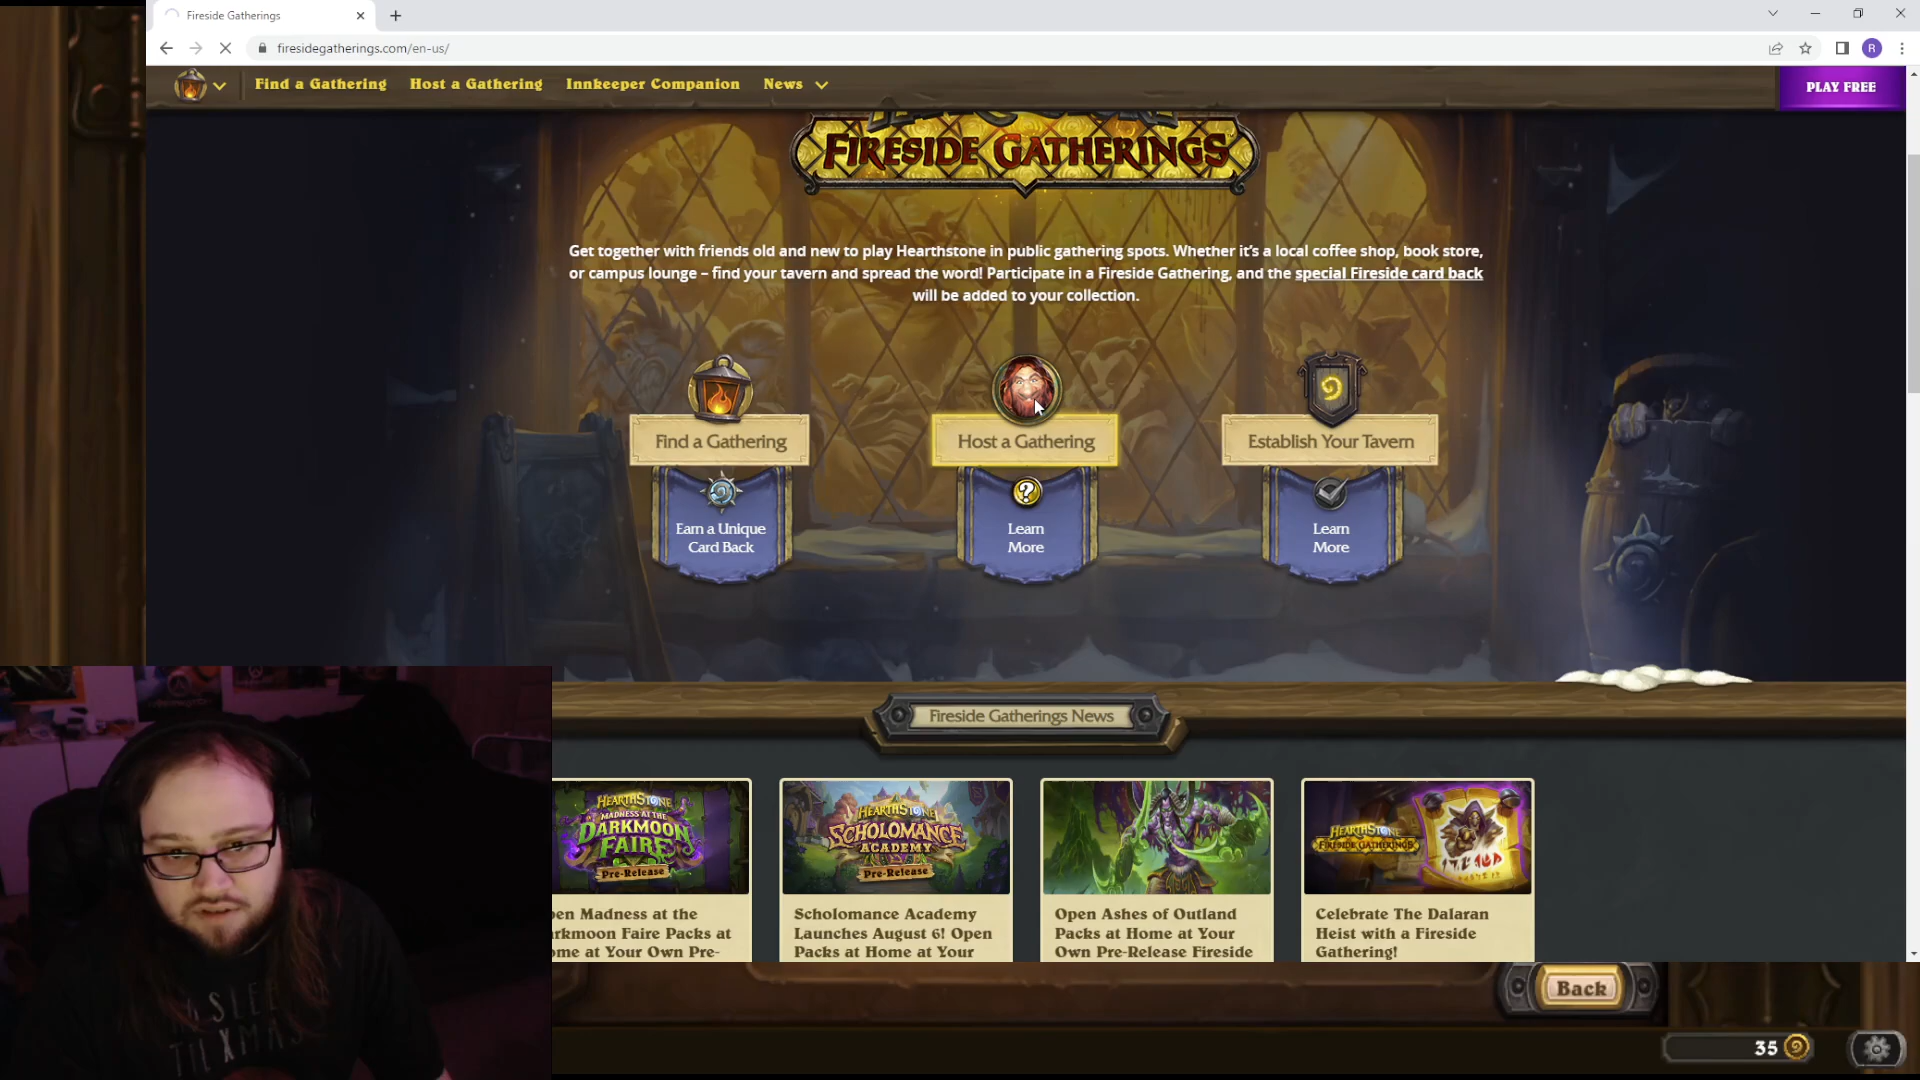 Fireside Gatherings
firesidegatherings.com/en-us/
R
Find a Gathering
Host a Gathering
Innkeeper Companion
News
PLAY FREE
FIRESIDE GATHERINGS
Get together with friends old and new to play Hearthstone in public gathering spots. Whether it's a local coffee shop, book store,
or campus lounge – find your tavern and spread the word! Participate in a Fireside Gathering, and the special Fireside card back
will be added to your collection.
Find a Gathering
Host a Gathering
Establish Your Tavern
Earn a Unique
Card Back
Learn
More
Learn
More
Fireside Gatherings News
HEARTHSTONE
MADNESS AT THE
DARKMOON
FAIRE
Pre-Release
HEARTHSTONE
SCHOLOMANCE
ACADEMY
Pre-Release
HEARTHSTONE
FIRESIDE GATHERINGS
Madness at the
Faire Packs at
at Your Own Pre-
Scholomance Academy
Launches August 6! Open
Packs at Home at Your
Open Ashes of Outland
Packs at Home at Your
Own Pre-Release Fireside
Celebrate The Dalaran
Heist with a Fireside
Gathering!
Back
35